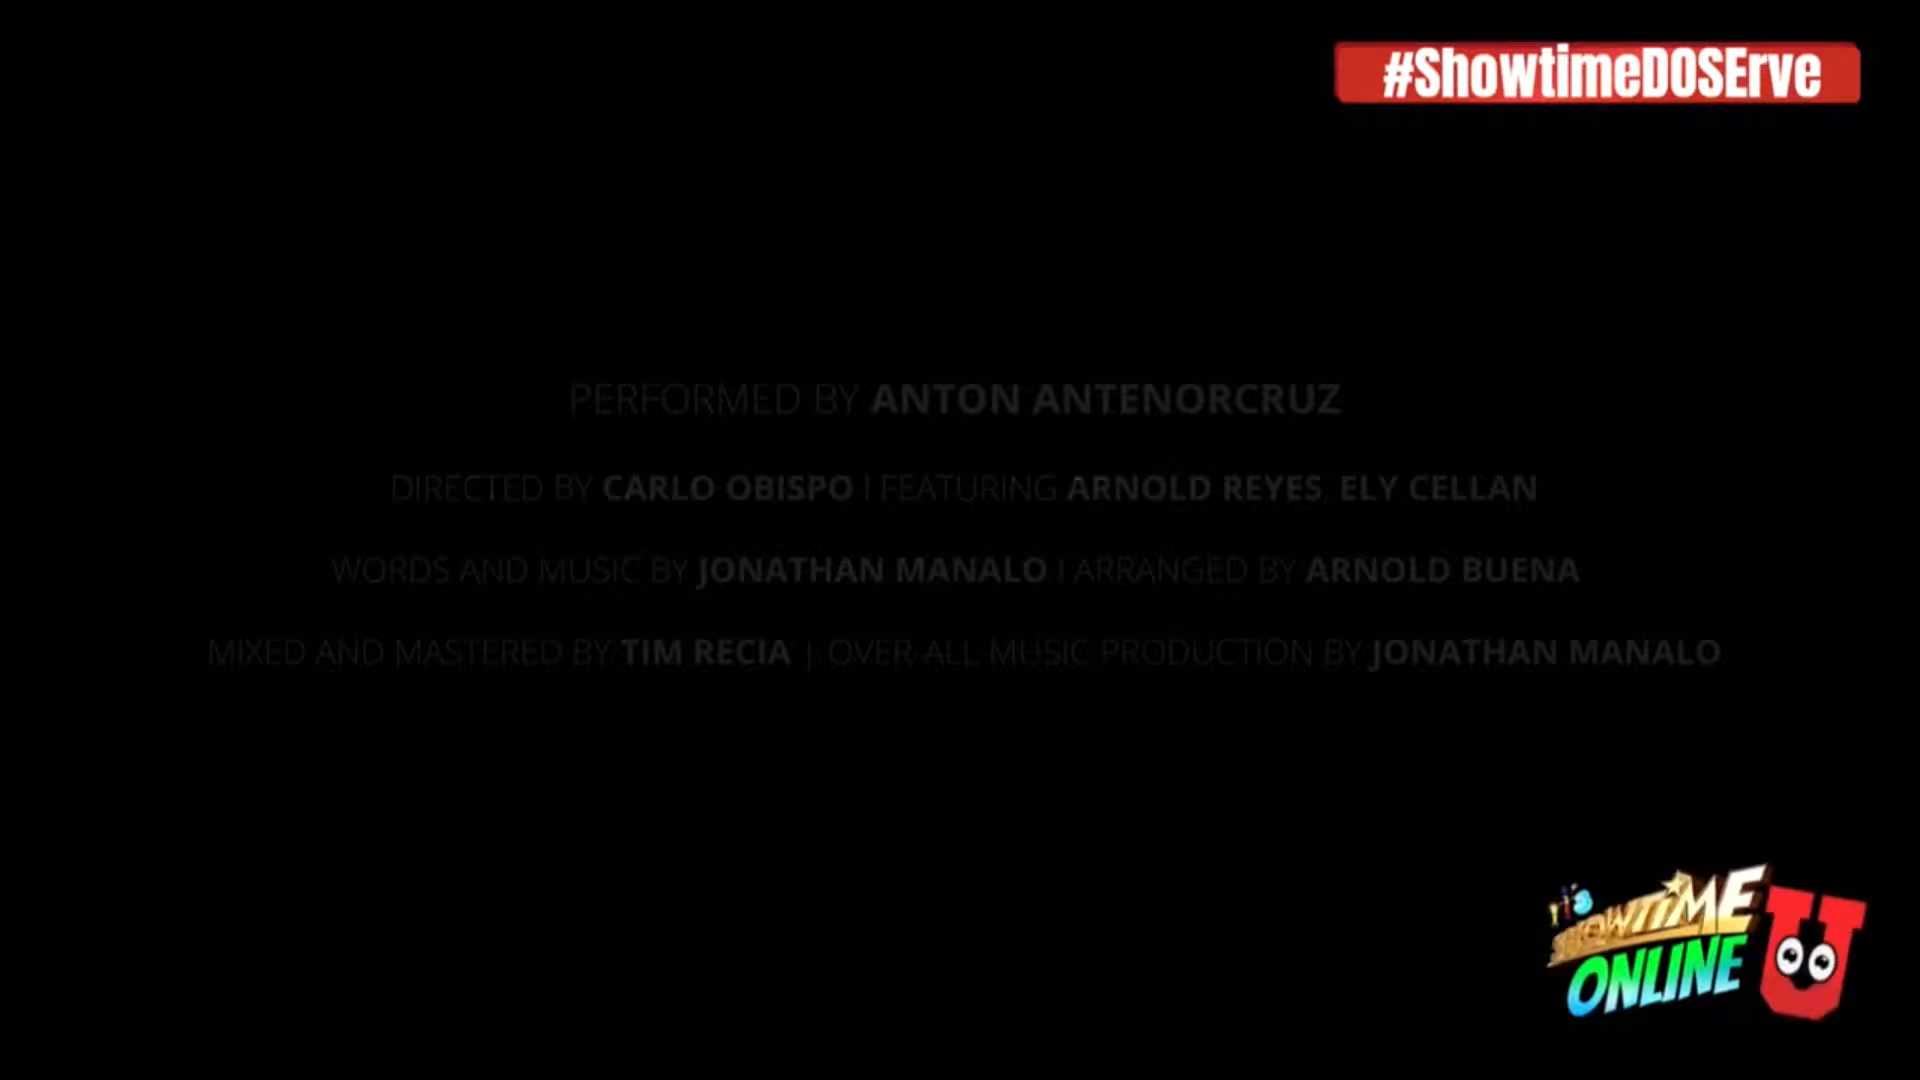 #ShowtimeDOSErve
PERFORMED BY ANTON ANTENORCRUZ
DIRECTED BY CARLO OBISPO | FEATURING ARNOLD REYES, ELY CELLAN
WORDS AND MUSIC BY JONATHAN MANALO | ARRANGED BY ARNOLD BUENA
MIXED AND MASTERED BY TIM RECIA | OVER-ALL MUSIC PRODUCTION BY JONATHAN MANALO
it's
SHOWTiME
ONLINE U